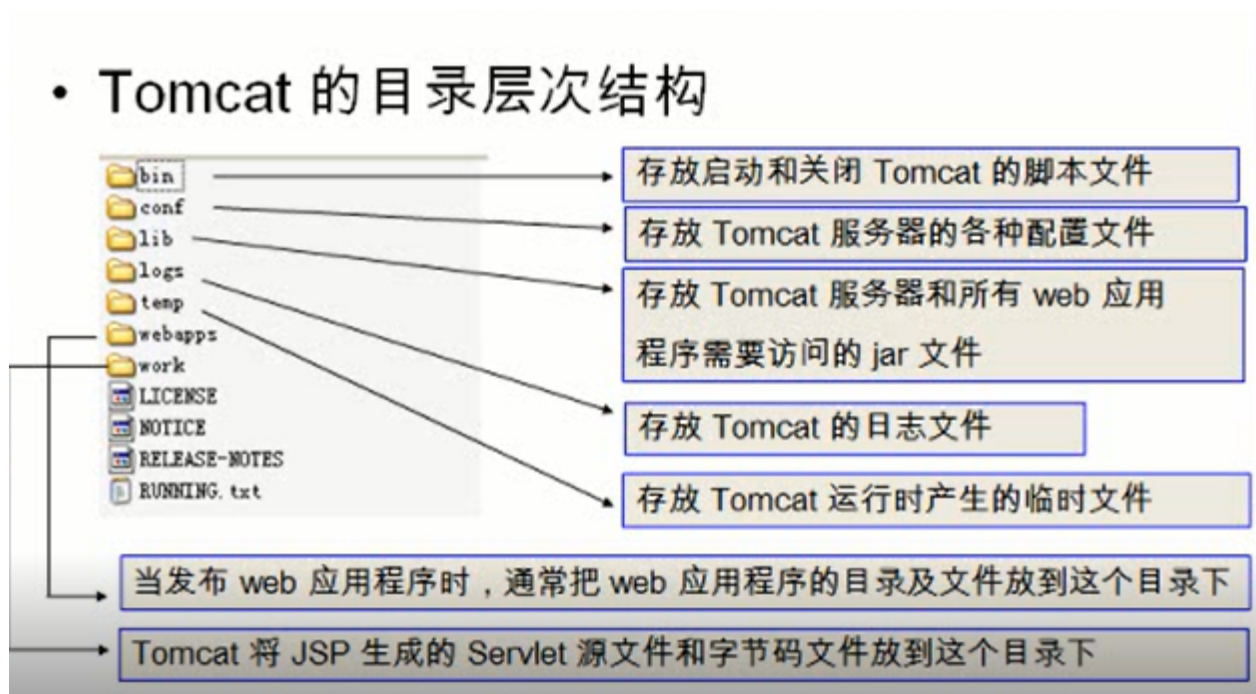 • Tomcat 的目录层次结构
bin
conf
lib
logs
temp
webapps
work
LICENSE
NOTICE
RELEASE-NOTES
RUNNING.txt
存放启动和关闭 Tomcat 的脚本文件
存放 Tomcat 服务器的各种配置文件
存放 Tomcat 服务器和所有 web 应用
程序需要访问的 jar 文件
存放 Tomcat 的日志文件
存放 Tomcat 运行时产生的临时文件
当发布 web 应用程序时，通常把 web 应用程序的目录及文件放到这个目录下
Tomcat 将 JSP 生成的 Servlet 源文件和字节码文件放到这个目录下